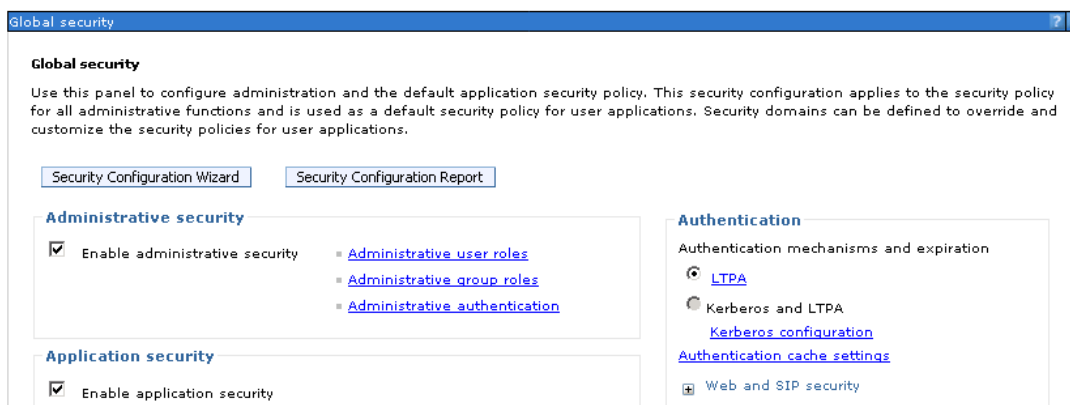 Global security
?
Global security
Use this panel to configure administration and the default application security policy. This security configuration applies to the security policy
for all administrative functions and is used as a default security policy for user applications. Security domains can be defined to override and
customize the security policies for user applications.
Security Configuration Wizard
Security Configuration Report
Administrative security
Enable administrative security
Administrative user roles
Administrative group roles
Administrative authentication
Application security
Enable application security
Authentication
Authentication mechanisms and expiration
LTPA
Kerberos and LTPA
Kerberos configuration
Authentication cache settings
Web and SIP security